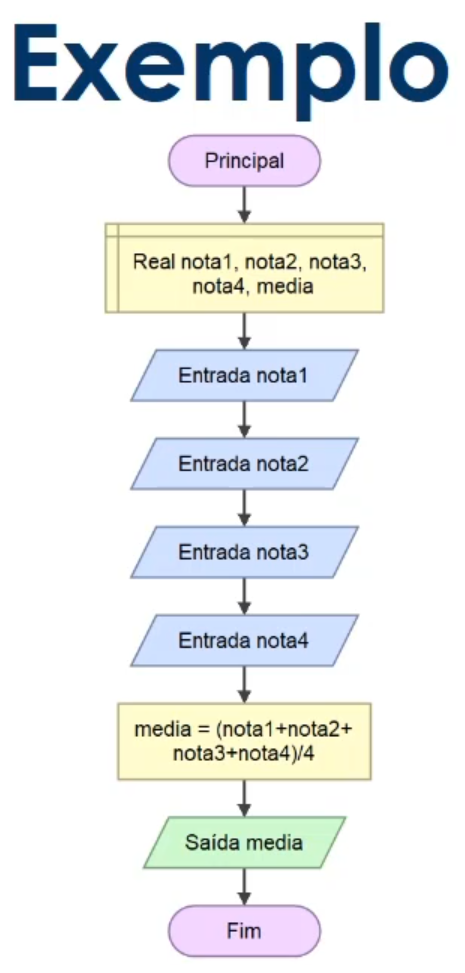 Exemplo
Principal
Real nota1, nota2, nota3,
nota4, media
Entrada nota1
Entrada nota2
Entrada nota3
Entrada nota4
media = (nota1+nota2+
nota3+nota4)/4
Saída media
Fim